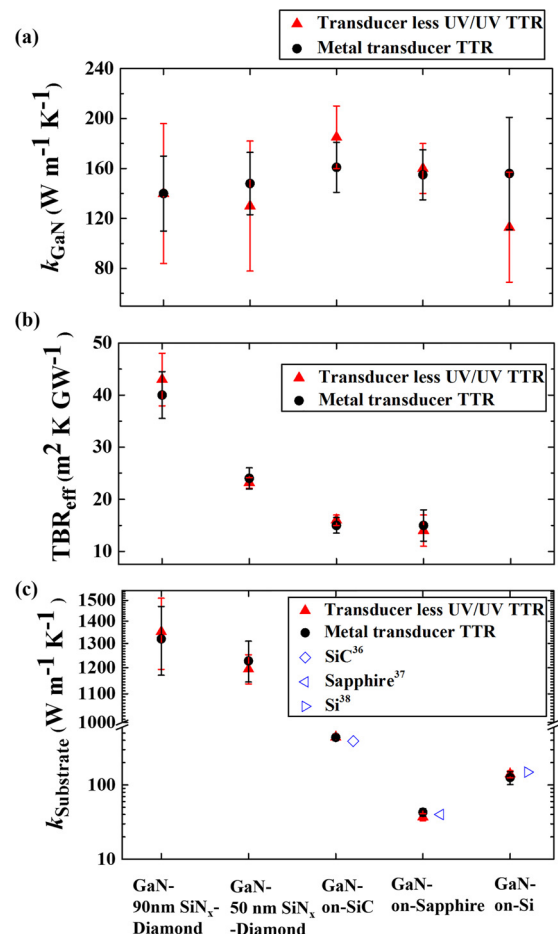 (a)
Transducer less UV/UV TTR
Metal transducer TTR
k_GaN (W m⁻¹ K⁻¹)
240
200
160
120
80
(b)
Transducer less UV/UV TTR
Metal transducer TTR
TBR_eff (m² K GW⁻¹)
50
40
30
20
10
(c)
Transducer less UV/UV TTR
Metal transducer TTR
SiC³⁶
Sapphire³⁷
Si³⁸
k_Substrate (W m⁻¹ K⁻¹)
1500
1400
1300
1200
1100
1000
100
10
GaN-
90nm SiNₓ-
Diamond
GaN-
50 nm SiNₓ
-Diamond
GaN-
on-SiC
GaN-
on-Sapphire
GaN-
on-Si